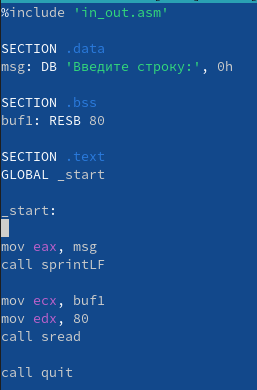 %include 'in_out.asm'
SECTION .data
msg: DB 'Введите строку:', 0h
SECTION .bss
buf1: RESB 80
SECTION .text
GLOBAL _start
_start:
mov eax, msg
call sprintLF
mov ecx, buf1
mov edx, 80
call sread
call quit